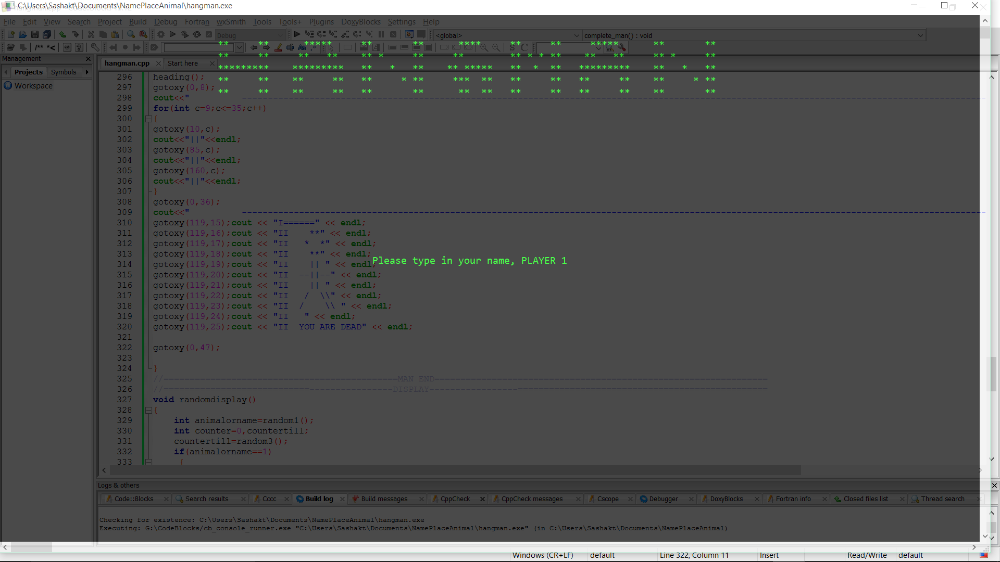 C:\Users\Sashakt\Documents\NamePlaceAnimal\hangman.exe
File Edit View Search Project Build Debug Fortran wxSmith Tools Tools+ Plugins DoxyBlocks Settings Help
Debug <global> complete_man() : void
/** *<
Management
hangman.cpp Start here
Projects Symbols
Workspace
**       **      *****     **       **      ****     **      **     *****      **       **
**       **     **   **    ** *     **     **        ** * * **    **   **     ** *     **
*********    *********   **   *   **    ** *****   **   *  **   *********    **    *   **
**       **    **     **   **      * **     ***  **   **      **   **     **    **      * **
**       **    **     **   **       **      **  **   **      **   **     **    **       **
296 heading();
297 gotoxy(0,8);
298 cout<<"          ----------------------------------------------------------------------------------------------------------------------------------------------
299 for(int c=9;c<=35;c++)
300 {
301 gotoxy(10,c);
302 cout<<"||"<<endl;
303 gotoxy(85,c);
304 cout<<"||"<<endl;
305 gotoxy(160,c);
306 cout<<"||"<<endl;
307 }
308 gotoxy(0,36);
309 cout<<"          ----------------------------------------------------------------------------------------------------------------------------------------------
310 gotoxy(119,15);cout << "I======" << endl;
311 gotoxy(119,16);cout << "II    **" << endl;
312 gotoxy(119,17);cout << "II   *  *" << endl;
313 gotoxy(119,18);cout << "II    **" << endl;
Please type in your name, PLAYER 1
314 gotoxy(119,19);cout << "II    || " << endl;
315 gotoxy(119,20);cout << "II  --||--" << endl;
316 gotoxy(119,21);cout << "II    || " << endl;
317 gotoxy(119,22);cout << "II   /  \\" << endl;
318 gotoxy(119,23);cout << "II  /    \\ " << endl;
319 gotoxy(119,24);cout << "II   " << endl;
320 gotoxy(119,25);cout << "II  YOU ARE DEAD" << endl;
321
322 gotoxy(0,47);
323
324 }
325 //=============================================MAN END================================================================
326 //============================----------------DISPLAY-----------------================================================
327 void randomdisplay()
328 {
329     int animalorname=random1();
330     int counter=0,countertill;
331     countertill=random3();
332     if(animalorname==1)
333      {
Logs & others
Code::Blocks Search results Cccc Build log Build messages CppCheck CppCheck messages Cscope Debugger DoxyBlocks Fortran info Closed files list Thread search
Checking for existence: C:\Users\Sashakt\Documents\NamePlaceAnimal\hangman.exe
Executing: G:\CodeBlocks/cb_console_runner.exe "C:\Users\Sashakt\Documents\NamePlaceAnimal\hangman.exe" (in C:\Users\Sashakt\Documents\NamePlaceAnimal)
Windows (CR+LF) default Line 322, Column 11 Insert Read/Write default